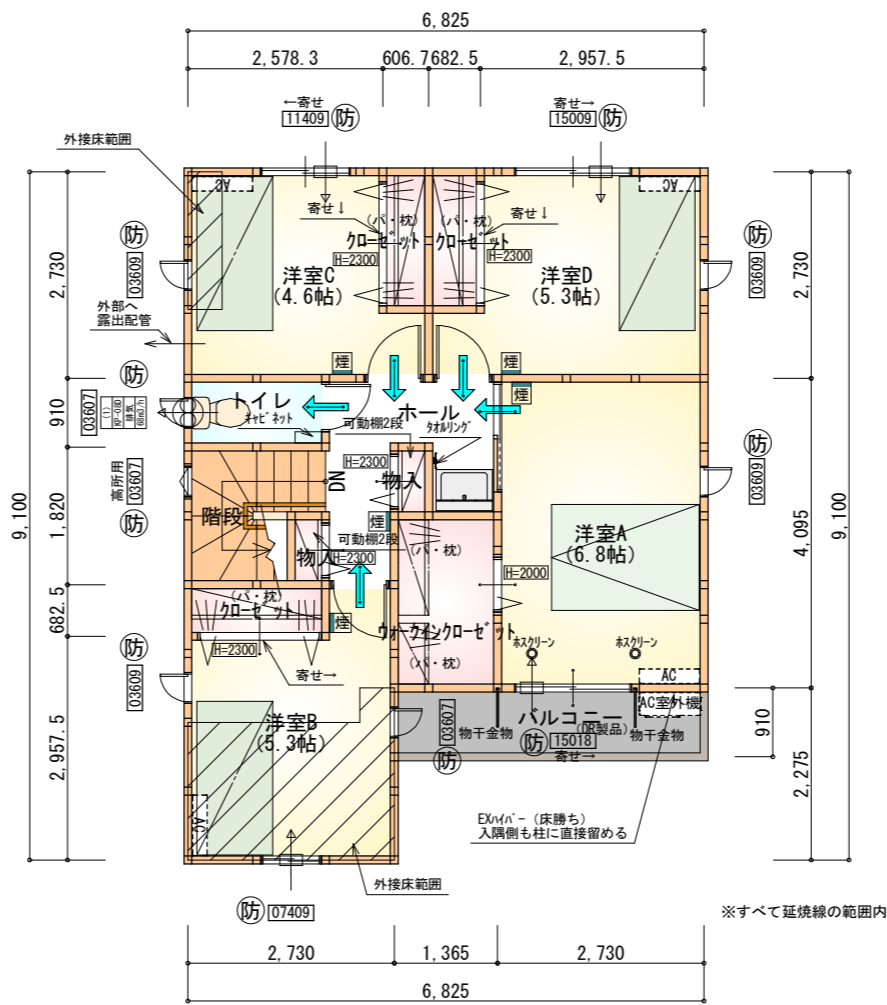 6,825
2,578.3
606.7
682.5
2,957.5
←寄せ
11409
防
寄せ→
15009
防
外接床範囲
AC
AC
寄せ↓
(パ・枕)
クローゼット
H=2300
(パ・枕)
寄せ↓
クローゼット
H=2300
洋室C
(4.6帖)
洋室D
(5.3帖)
防
03609
防
03609
2,730
2,730
外部へ
露出配管
煙
煙
煙
防
03607
(1)
排気
トイレ
キャビネット
ホール
可動棚2段
タオルリング
910
H=2300
物入
DN
高所用
03607
防
階段
煙
可動棚2段
物入
H=2300
(パ・枕)
防
03609
洋室A
(6.8帖)
H=2000
9,100
1,820
4,095
9,100
682.5
(パ・枕)
クローゼット
煙
ウォークインクローゼット
(パ・枕)
ホスクリーン
ホスクリーン
H=2300
寄せ→
防
03609
AC
AC室外機
洋室B
(5.3帖)
03607
防
物干金物
バルコニー
(DR製品)
物干金物
防
15018
寄せ→
910
2,957.5
2,275
AC
EXハイパー (床勝ち)
入隅側も柱に直接留める
外接床範囲
防
07409
※すべて延焼線の範囲内
2,730
1,365
2,730
6,825